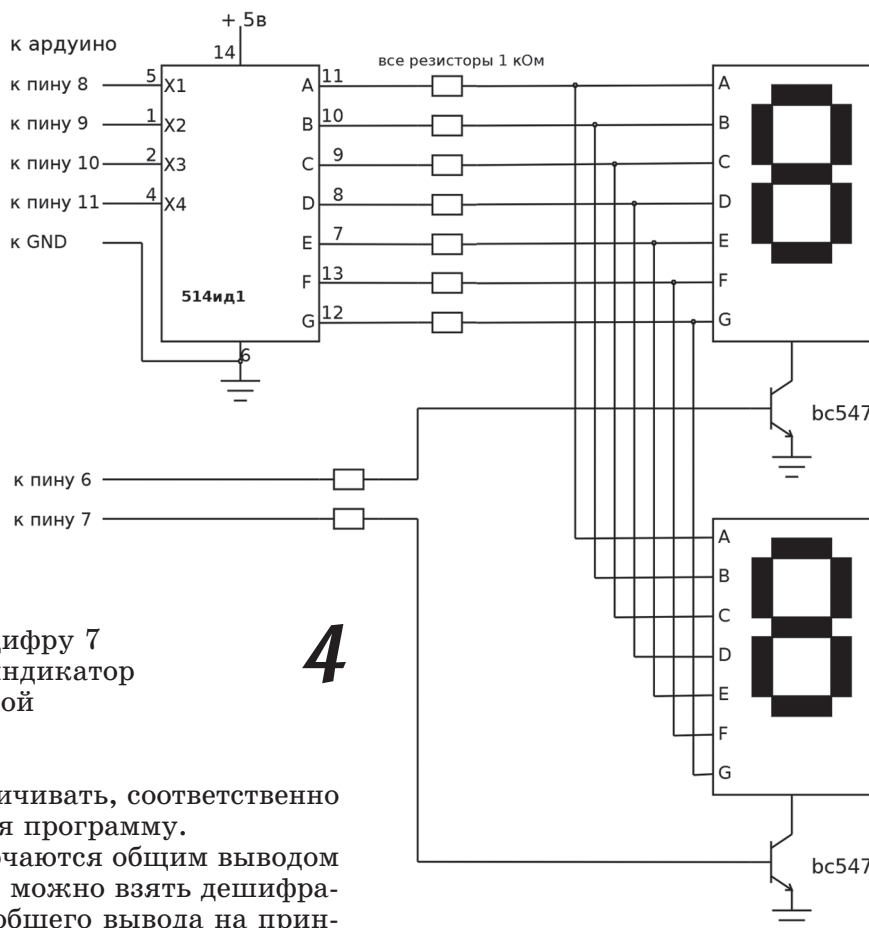 + 5в
к ардуино
14
все резисторы 1 кОм
к пину 8
5
X1
A
11
A
к пину 9
1
X2
B
10
B
к пину 10
2
X3
C
9
C
к пину 11
4
X4
D
8
D
к GND
E
7
E
F
13
F
514ид1
G
12
G
6
bc547
к пину 6
к пину 7
A
B
C
D
E
F
G
bc547
4
цифру 7
индикатор
ой
ичивать, соответственно
я программу.
чаются общим выводом
можно взять дешифра-
общего вывода на прин-